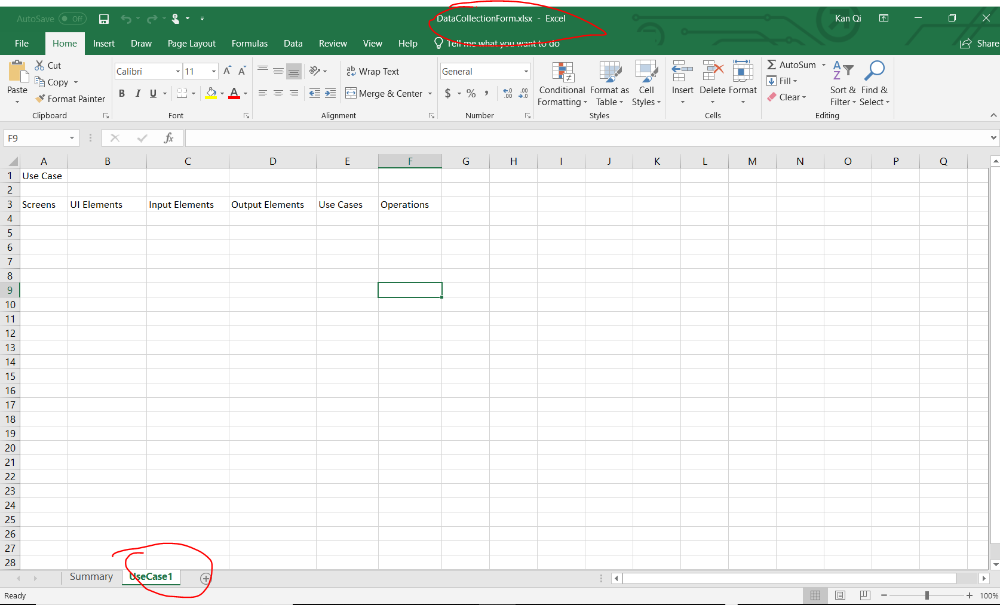 AutoSave Off DataCollectionForm.xlsx - Excel Kan Qi
File Home Insert Draw Page Layout Formulas Data Review View Help Tell me what you want to do Share
Paste Cut Copy Format Painter
Calibri 11 B I U A A A
ab Wrap Text
Merge & Center
General
$ % ,
Conditional Formatting Format as Table Cell Styles
Insert Delete Format
AutoSum Fill Clear
Sort & Filter Find & Select
Clipboard Font Alignment Number Styles Cells Editing
F9 fx
A B C D E F G H I J K L M N O P Q
1 Use Case
2
3 Screens UI Elements Input Elements Output Elements Use Cases Operations
4
5
6
7
8
9
10
11
12
13
14
15
16
17
18
19
20
21
22
23
24
25
26
27
28
Summary UseCase1
Ready 100%